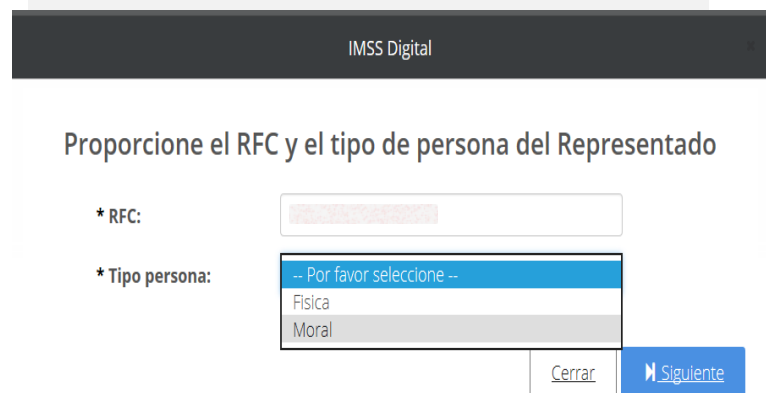 IMSS Digital
x
Proporcione el RFC y el tipo de persona del Representado
* RFC:
* Tipo persona:
-- Por favor seleccione --
Fisica
Moral
Cerrar
Siguiente